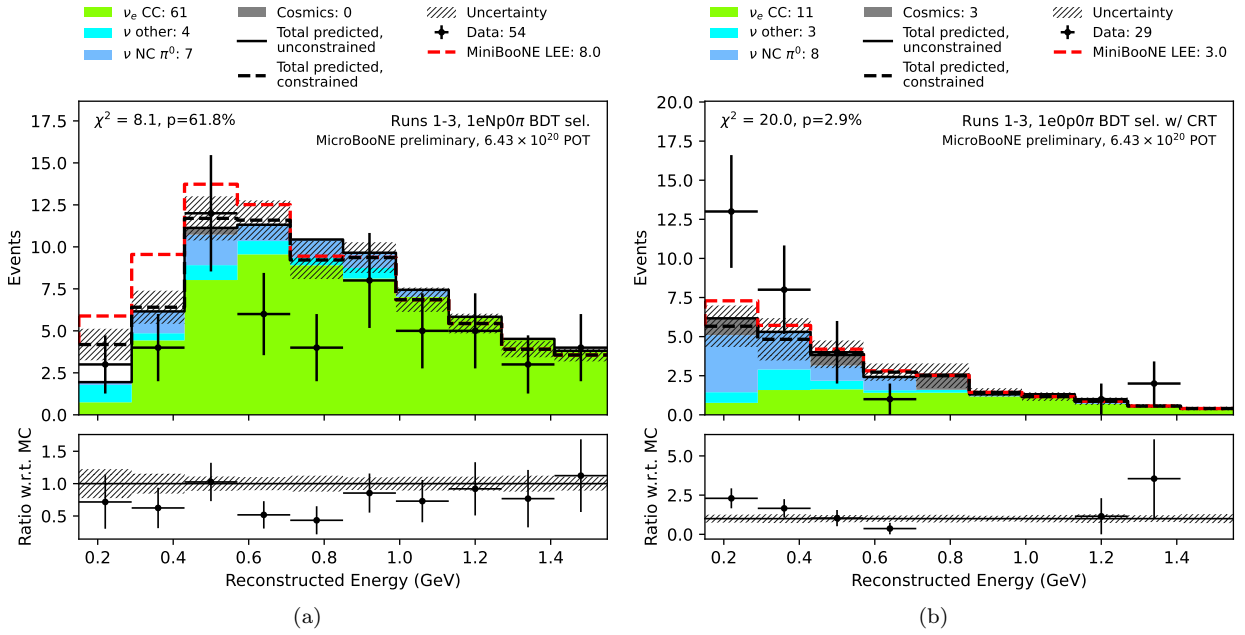 νe CC: 61
ν other: 4
ν NC π⁰: 7
Cosmics: 0
Total predicted,
unconstrained
Total predicted,
constrained
Uncertainty
Data: 54
MiniBooNE LEE: 8.0
χ² = 8.1, p=61.8%
Runs 1-3, 1eNp0π BDT sel.
MicroBooNE preliminary, 6.43 × 10²⁰ POT
Events
17.5
15.0
12.5
10.0
7.5
5.0
2.5
0.0
Ratio w.r.t. MC
1.5
1.0
0.5
0.2 0.4 0.6 0.8 1.0 1.2 1.4
Reconstructed Energy (GeV)
(a)
νe CC: 11
ν other: 3
ν NC π⁰: 8
Cosmics: 3
Total predicted,
unconstrained
Total predicted,
constrained
Uncertainty
Data: 29
MiniBooNE LEE: 3.0
χ² = 20.0, p=2.9%
Runs 1-3, 1e0p0π BDT sel. w/ CRT
MicroBooNE preliminary, 6.43 × 10²⁰ POT
Events
20.0
17.5
15.0
12.5
10.0
7.5
5.0
2.5
0.0
Ratio w.r.t. MC
5.0
2.5
0.0
0.2 0.4 0.6 0.8 1.0 1.2 1.4
Reconstructed Energy (GeV)
(b)